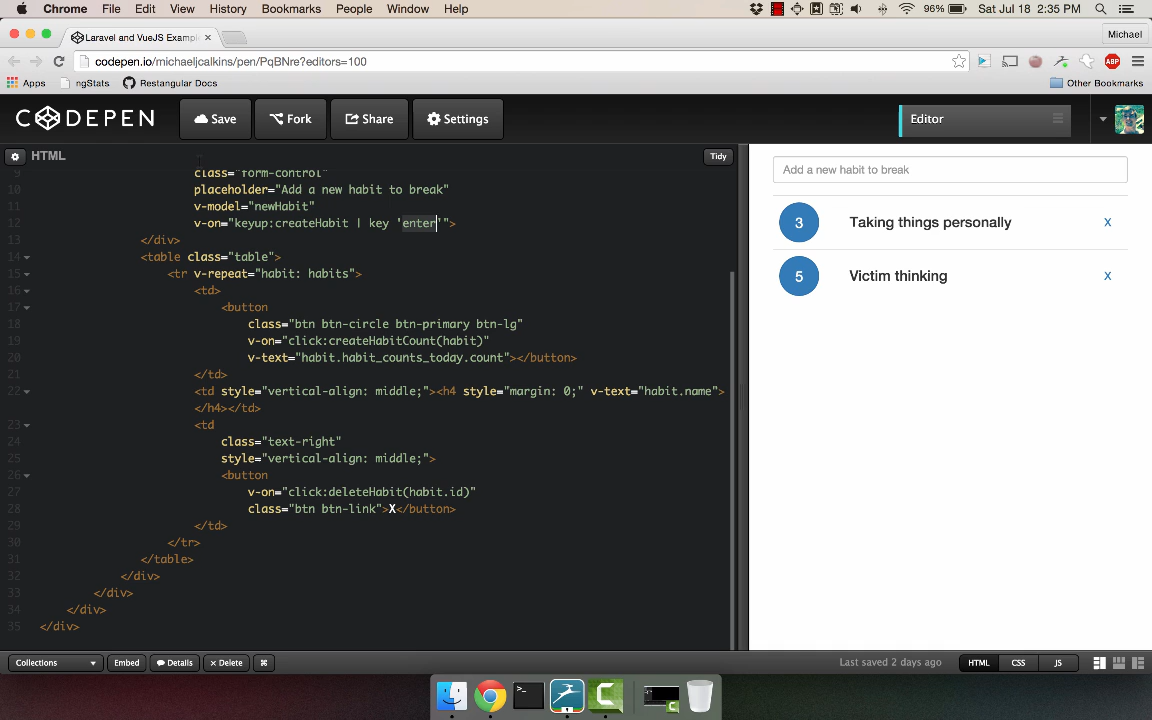 Chrome File Edit View History Bookmarks People Window Help 96% Sat Jul 18 2:35 PM
Laravel and VueJS Exampl × Michael
codepen.io/michaeljcalkins/pen/PqBNre?editors=100 ABP
Apps ngStats Restangular Docs Other Bookmarks
CODEPEN Save Fork Share Settings Editor
HTML Tidy
9 class="form-control"
10 placeholder="Add a new habit to break"
11 v-model="newHabit"
12 v-on="keyup:createHabit | key 'enter'">
13 </div>
14 <table class="table">
15 <tr v-repeat="habit: habits">
16 <td>
17 <button
18 class="btn btn-circle btn-primary btn-lg"
19 v-on="click:createHabitCount(habit)"
20 v-text="habit.habit_counts_today.count"></button>
21 </td>
22 <td style="vertical-align: middle;"><h4 style="margin: 0;" v-text="habit.name">
</h4></td>
23 <td
24 class="text-right"
25 style="vertical-align: middle;">
26 <button
27 v-on="click:deleteHabit(habit.id)"
28 class="btn btn-link">X</button>
29 </td>
30 </tr>
31 </table>
32 </div>
33 </div>
34 </div>
35 </div>
Add a new habit to break
3 Taking things personally X
5 Victim thinking X
Collections Embed Details × Delete ⌘ Last saved 2 days ago HTML CSS JS